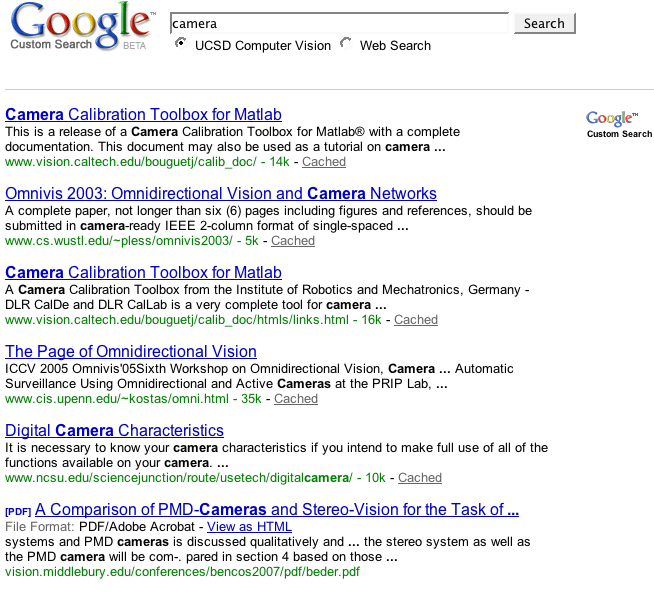 Google™
Custom Search BETA
camera
Search
UCSD Computer Vision
Web Search
Camera Calibration Toolbox for Matlab
This is a release of a Camera Calibration Toolbox for Matlab® with a complete
documentation. This document may also be used as a tutorial on camera ...
www.vision.caltech.edu/bouguetj/calib_doc/ - 14k - Cached
Google™
Custom Search
Omnivis 2003: Omnidirectional Vision and Camera Networks
A complete paper, not longer than six (6) pages including figures and references, should be
submitted in camera-ready IEEE 2-column format of single-spaced ...
www.cs.wustl.edu/~pless/omnivis2003/ - 5k - Cached
Camera Calibration Toolbox for Matlab
A Camera Calibration Toolbox from the Institute of Robotics and Mechatronics, Germany -
DLR CalDe and DLR CalLab is a very complete tool for camera ...
www.vision.caltech.edu/bouguetj/calib_doc/htmls/links.html - 16k - Cached
The Page of Omnidirectional Vision
ICCV 2005 Omnivis'05Sixth Workshop on Omnidirectional Vision, Camera ... Automatic
Surveillance Using Omnidirectional and Active Cameras at the PRIP Lab, ...
www.cis.upenn.edu/~kostas/omni.html - 35k - Cached
Digital Camera Characteristics
It is necessary to know your camera characteristics if you intend to make full use of all of the
functions available on your camera. ...
www.ncsu.edu/sciencejunction/route/usetech/digitalcamera/ - 10k - Cached
[PDF] A Comparison of PMD-Cameras and Stereo-Vision for the Task of ...
File Format: PDF/Adobe Acrobat - View as HTML
systems and PMD cameras is discussed qualitatively and ... the stereo system as well as
the PMD camera will be com-. pared in section 4 based on those ...
vision.middlebury.edu/conferences/bencos2007/pdf/beder.pdf